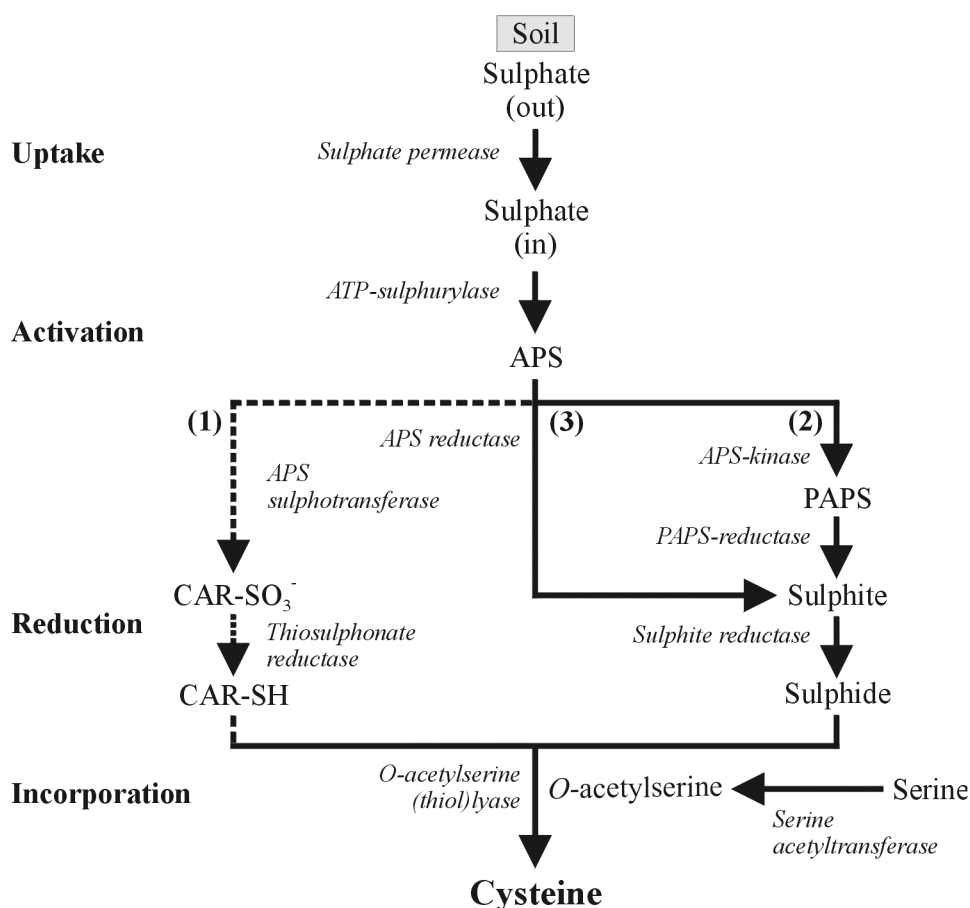 Soil
Sulphate
(out)
Uptake
Sulphate permease
Sulphate
(in)
ATP-sulphurylase
Activation
APS
(1)
(3)
(2)
APS reductase
APS-kinase
APS
sulphotransferase
PAPS
PAPS-reductase
CAR-SO₃⁻
Sulphite
Reduction
Thiosulphonate
reductase
Sulphite reductase
CAR-SH
Sulphide
O-acetylserine
(thiol)lyase
Incorporation
O-acetylserine
Serine
Serine
acetyltransferase
Cysteine